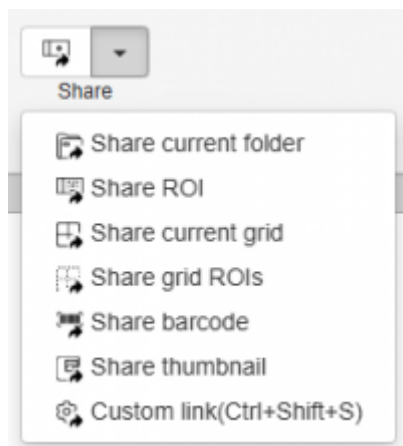 Share
Share current folder
Share ROI
Share current grid
Share grid ROIs
Share barcode
Share thumbnail
Custom link(Ctrl+Shift+S)